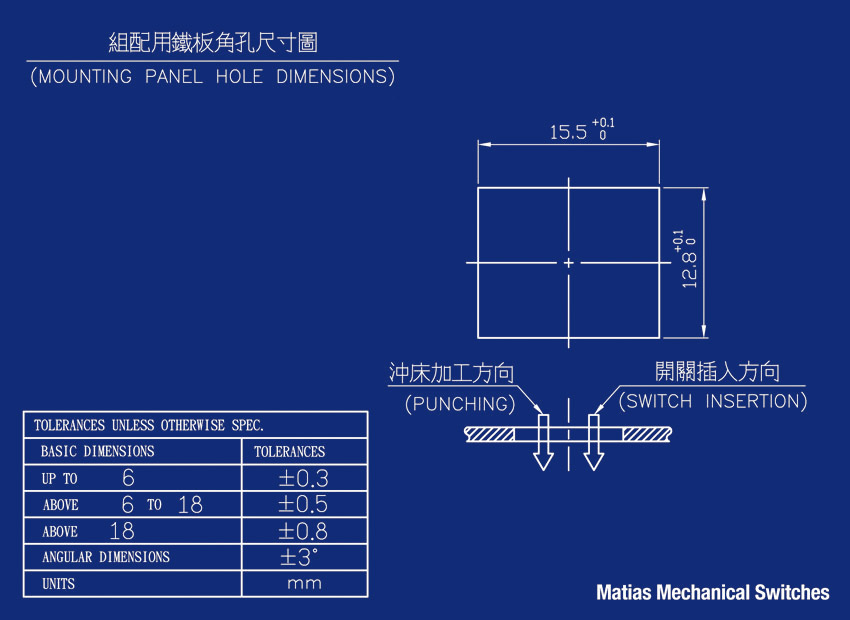 組配用鐵板角孔尺寸圖
(MOUNTING PANEL HOLE DIMENSIONS)
15.5 +0.1 0
12.8 +0.1 0
沖床加工方向
(PUNCHING)
開關插入方向
(SWITCH INSERTION)
TOLERANCES UNLESS OTHERWISE SPEC.
BASIC DIMENSIONS TOLERANCES
UP TO 6 ±0.3
ABOVE 6 TO 18 ±0.5
ABOVE 18 ±0.8
ANGULAR DIMENSIONS ±3°
UNITS mm
Matias Mechanical Switches